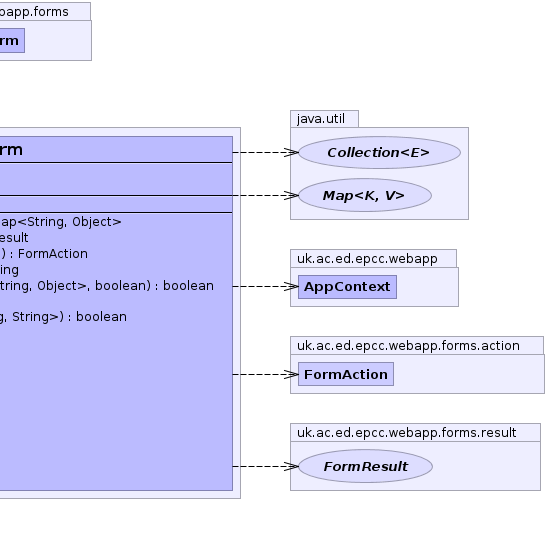 oapp.forms
rm
rm
ap<String, Object>
esult
) : FormAction
ing
tring, Object>, boolean) : boolean
g, String>) : boolean
java.util
Collection<E>
Map<K, V>
uk.ac.ed.epcc.webapp
AppContext
uk.ac.ed.epcc.webapp.forms.action
FormAction
uk.ac.ed.epcc.webapp.forms.result
FormResult